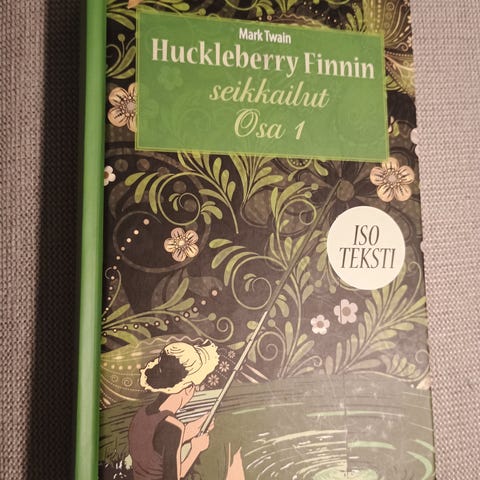 Mark Twain
Huckleberry Finnin
seikkailut
Osa 1
ISO
TEKSTI